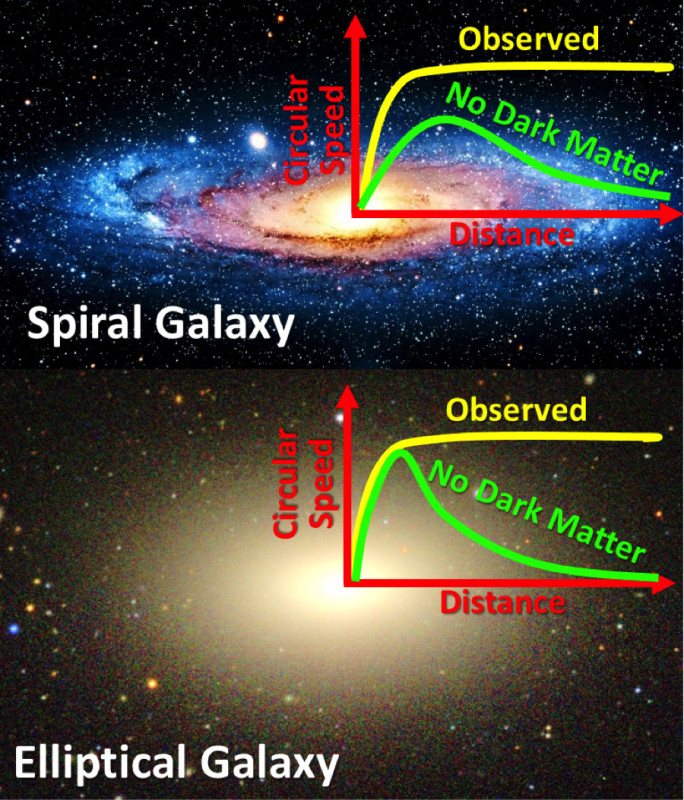 Observed
Circular
Speed
No Dark Matter
Distance
Spiral Galaxy
Observed
Circular
Speed
No Dark Matter
Distance
Elliptical Galaxy